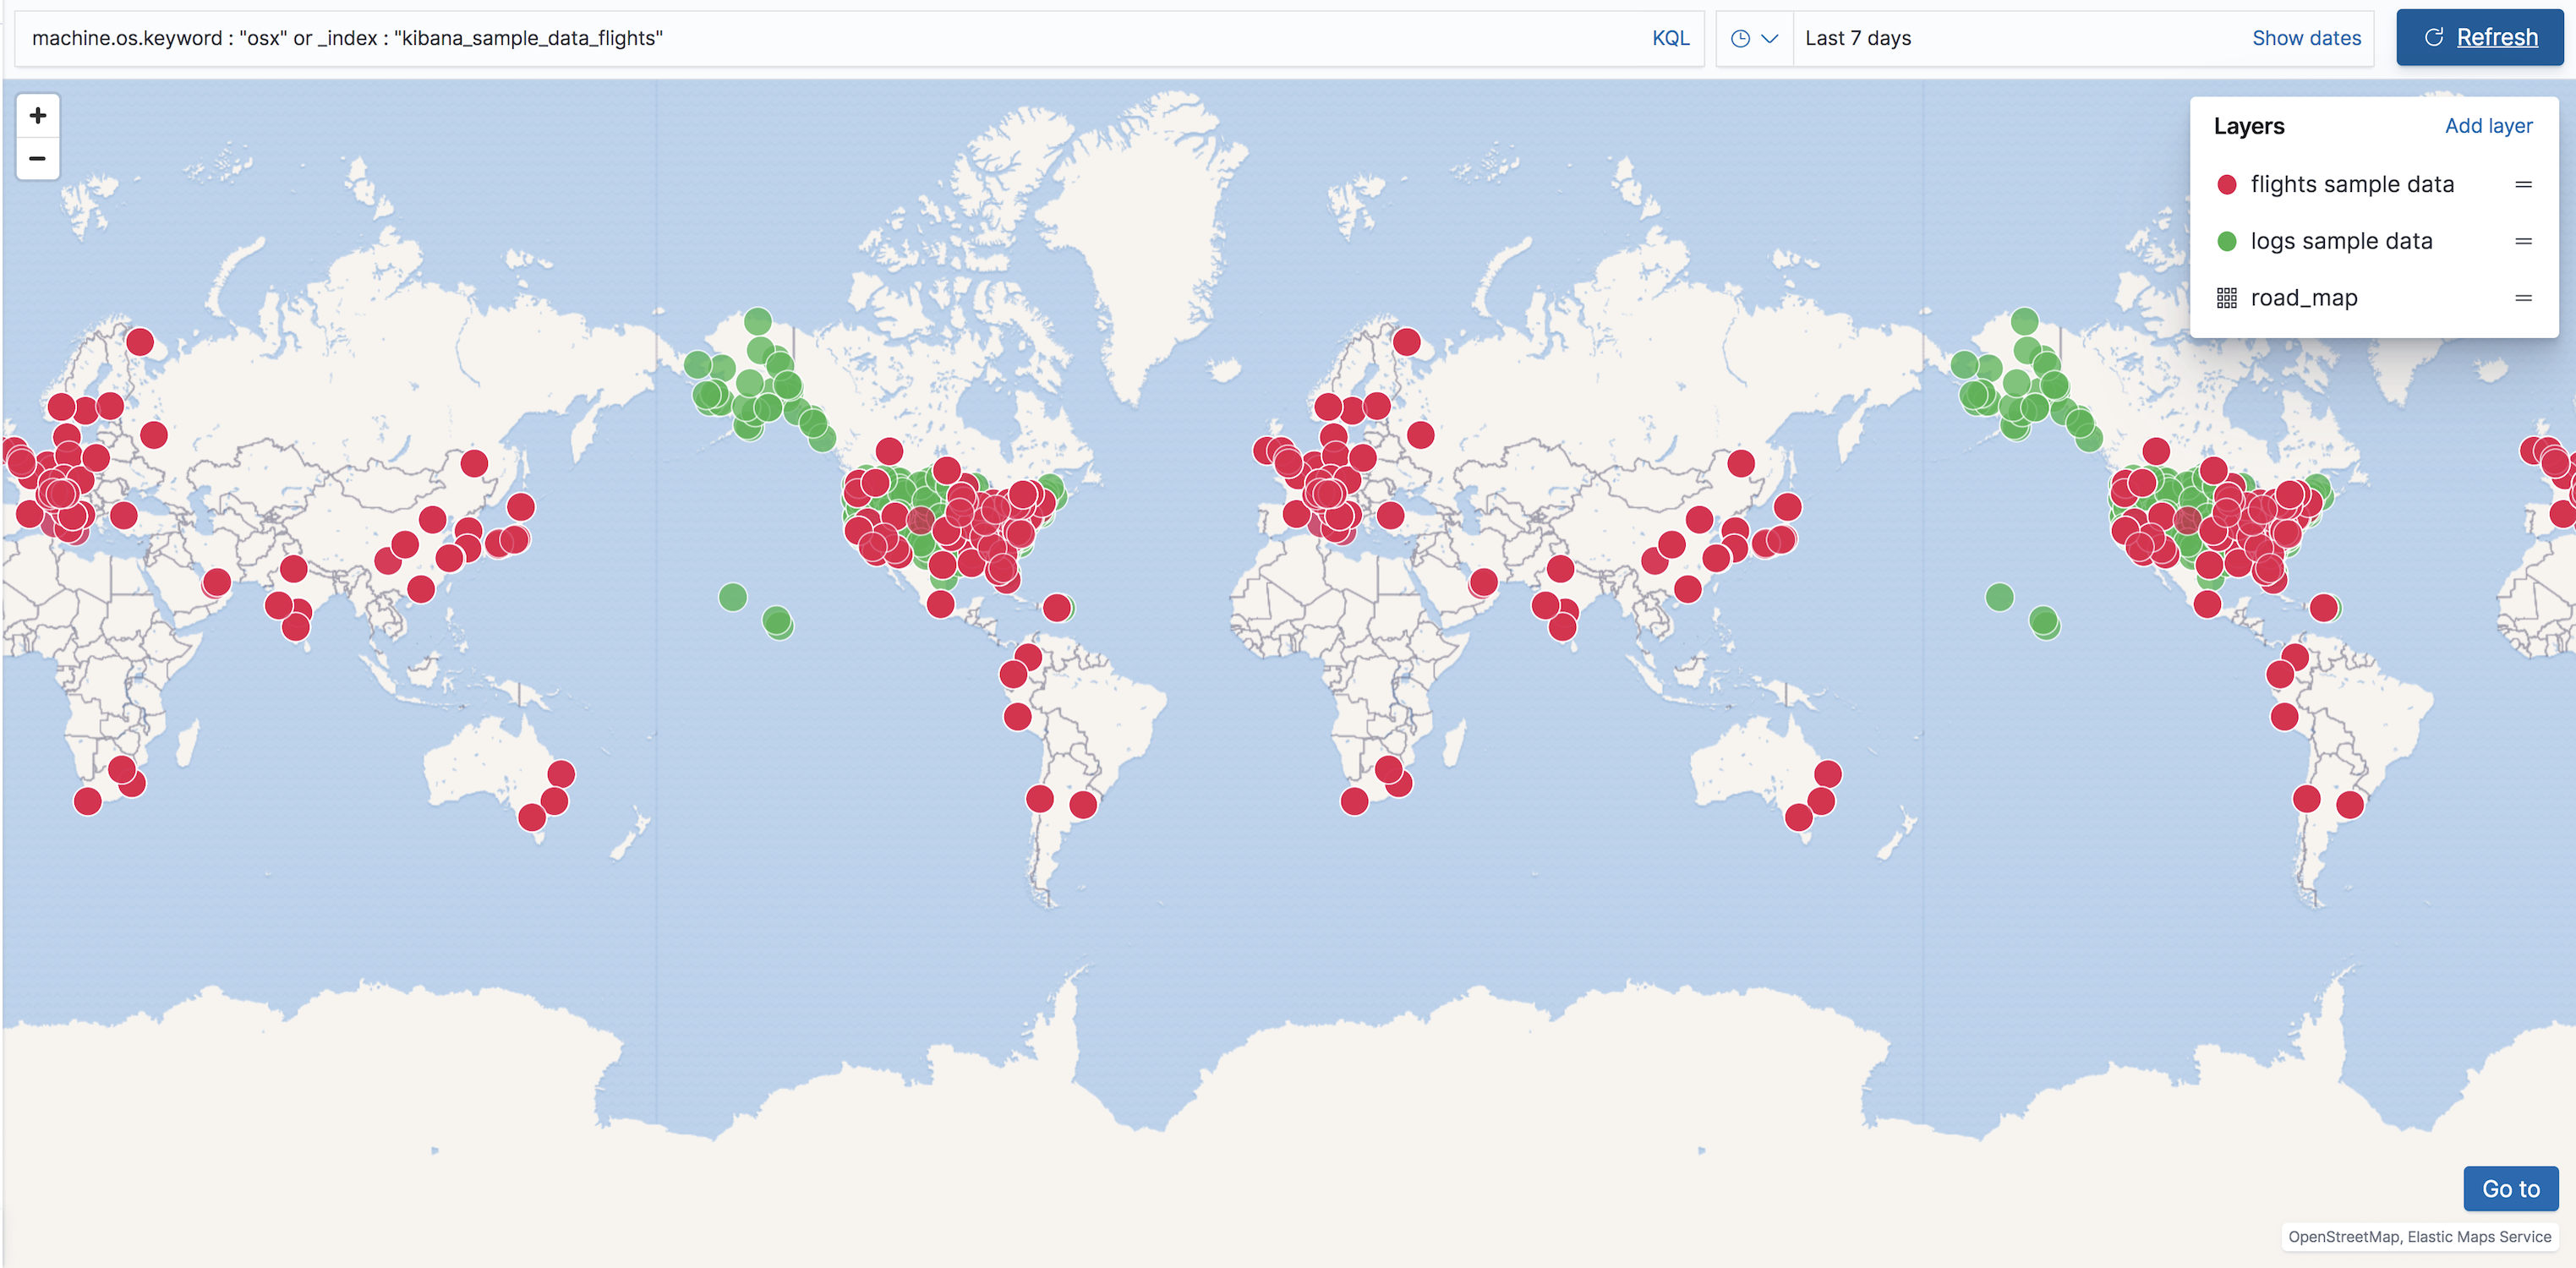 machine.os.keyword : "osx" or _index : "kibana_sample_data_flights" KQL Last 7 days Show dates Refresh
+
−
Layers Add layer
flights sample data
logs sample data
road_map
Go to
OpenStreetMap, Elastic Maps Service